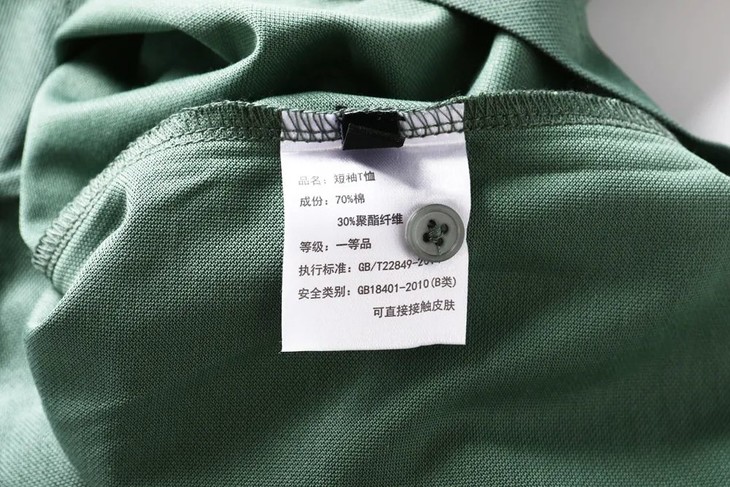 品名：短袖T恤
成份：70%棉
30%聚酯纤维
等级：一等品
执行标准：GB/T22849-
安全类别：GB18401-2010(B类)
可直接接触皮肤